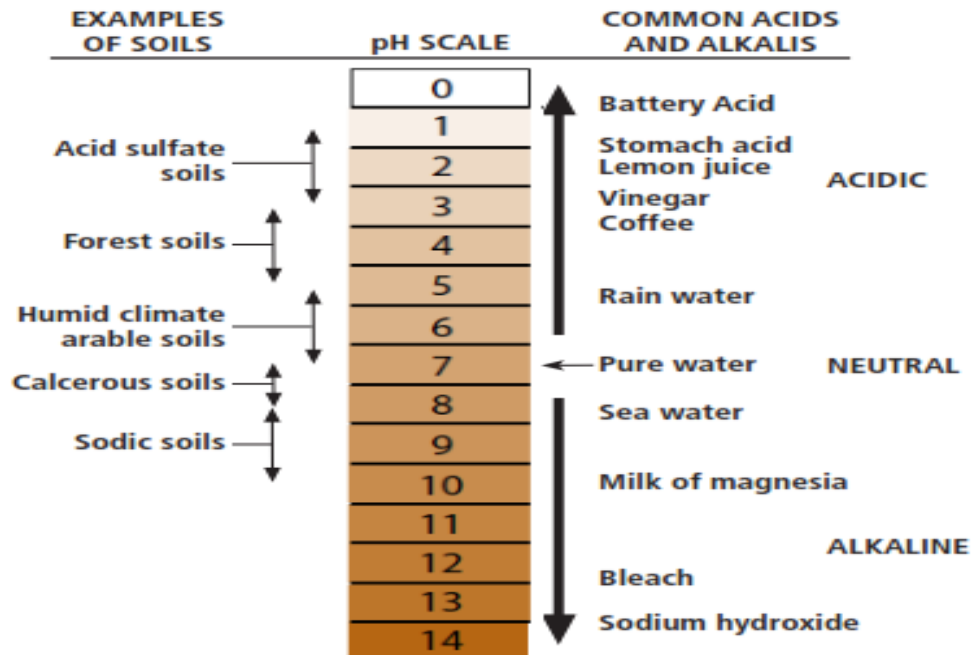 EXAMPLES
OF SOILS
pH SCALE
COMMON ACIDS
AND ALKALIS
0
1
2
3
4
5
6
7
8
9
10
11
12
13
14
Acid sulfate
soils
Forest soils
Humid climate
arable soils
Calcerous soils
Sodic soils
Battery Acid
Stomach acid
Lemon juice
Vinegar
Coffee
Rain water
Pure water
Sea water
Milk of magnesia
Bleach
Sodium hydroxide
ACIDIC
NEUTRAL
ALKALINE